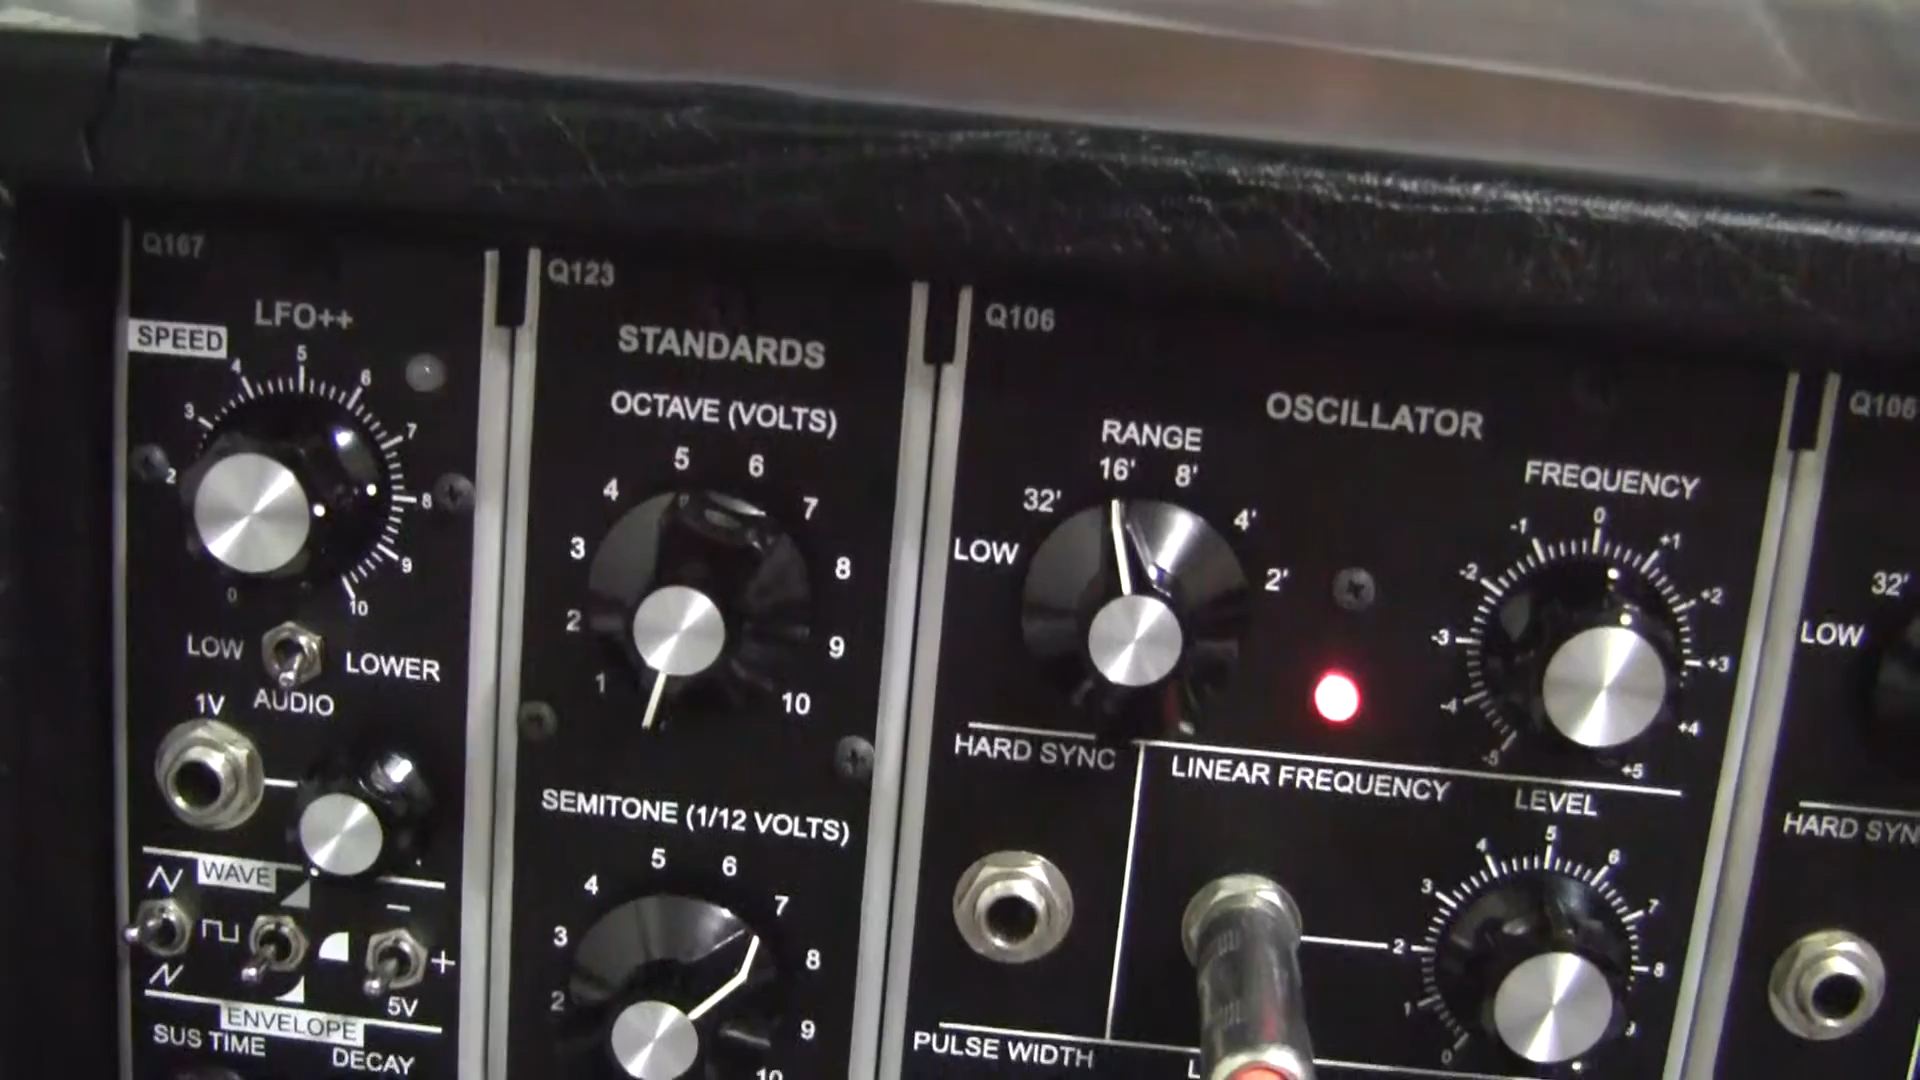 Q167
LFO++
SPEED
0 2 3 4 5 6 7 8 9 10
LOW
LOWER
AUDIO
1V
WAVE
−
+
5V
ENVELOPE
SUS TIME
DECAY
Q123
STANDARDS
OCTAVE (VOLTS)
1 2 3 4 5 6 7 8 9 10
SEMITONE (1/12 VOLTS)
2 3 4 5 6 7 8 9 10
Q106
OSCILLATOR
RANGE
LOW 32' 16' 8' 4' 2'
FREQUENCY
-5 -4 -3 -2 -1 0 +1 +2 +3 +4 +5
HARD SYNC
LINEAR FREQUENCY
LEVEL
0 1 2 3 4 5 6 7 8 9
PULSE WIDTH
L
Q106
32'
LOW
HARD SYN